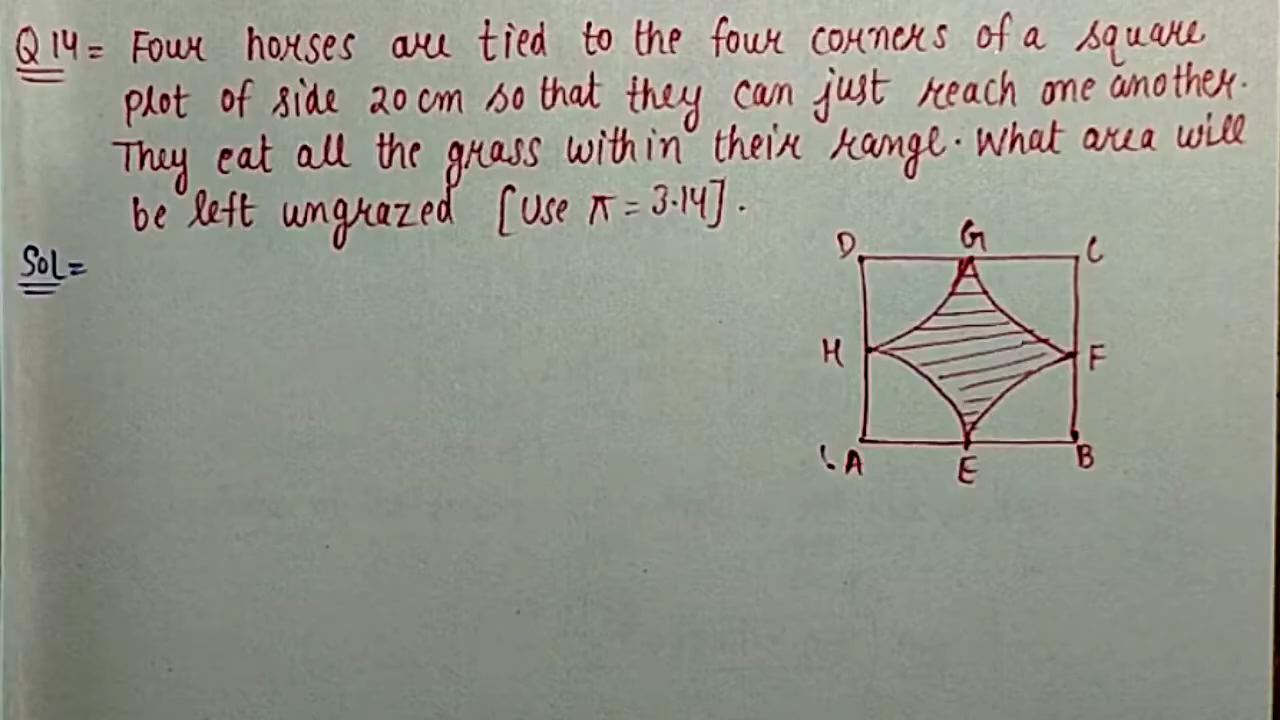 Q 14 = Four horses are tied to the four corners of a square
plot of side 20 cm so that they can just reach one another.
They eat all the grass within their range. What area will
be left ungrazed [Use π = 3.14].
Sol =
D G C
H F
A E B